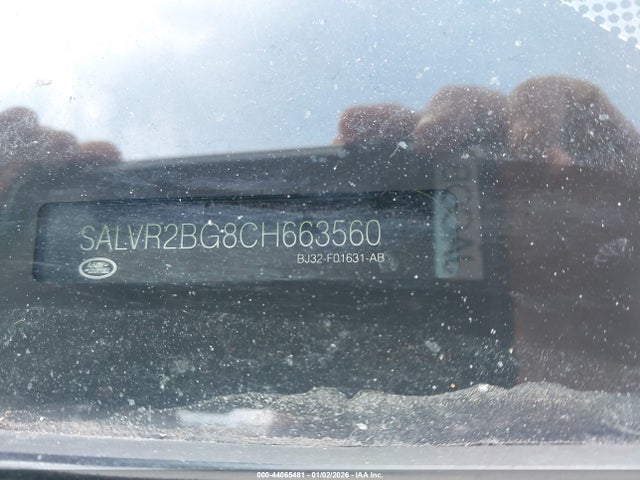 SALVR2BG8CH663560
BJ32-F01631-AB
000-44065481 - 01/02/2026 - IAA Inc.